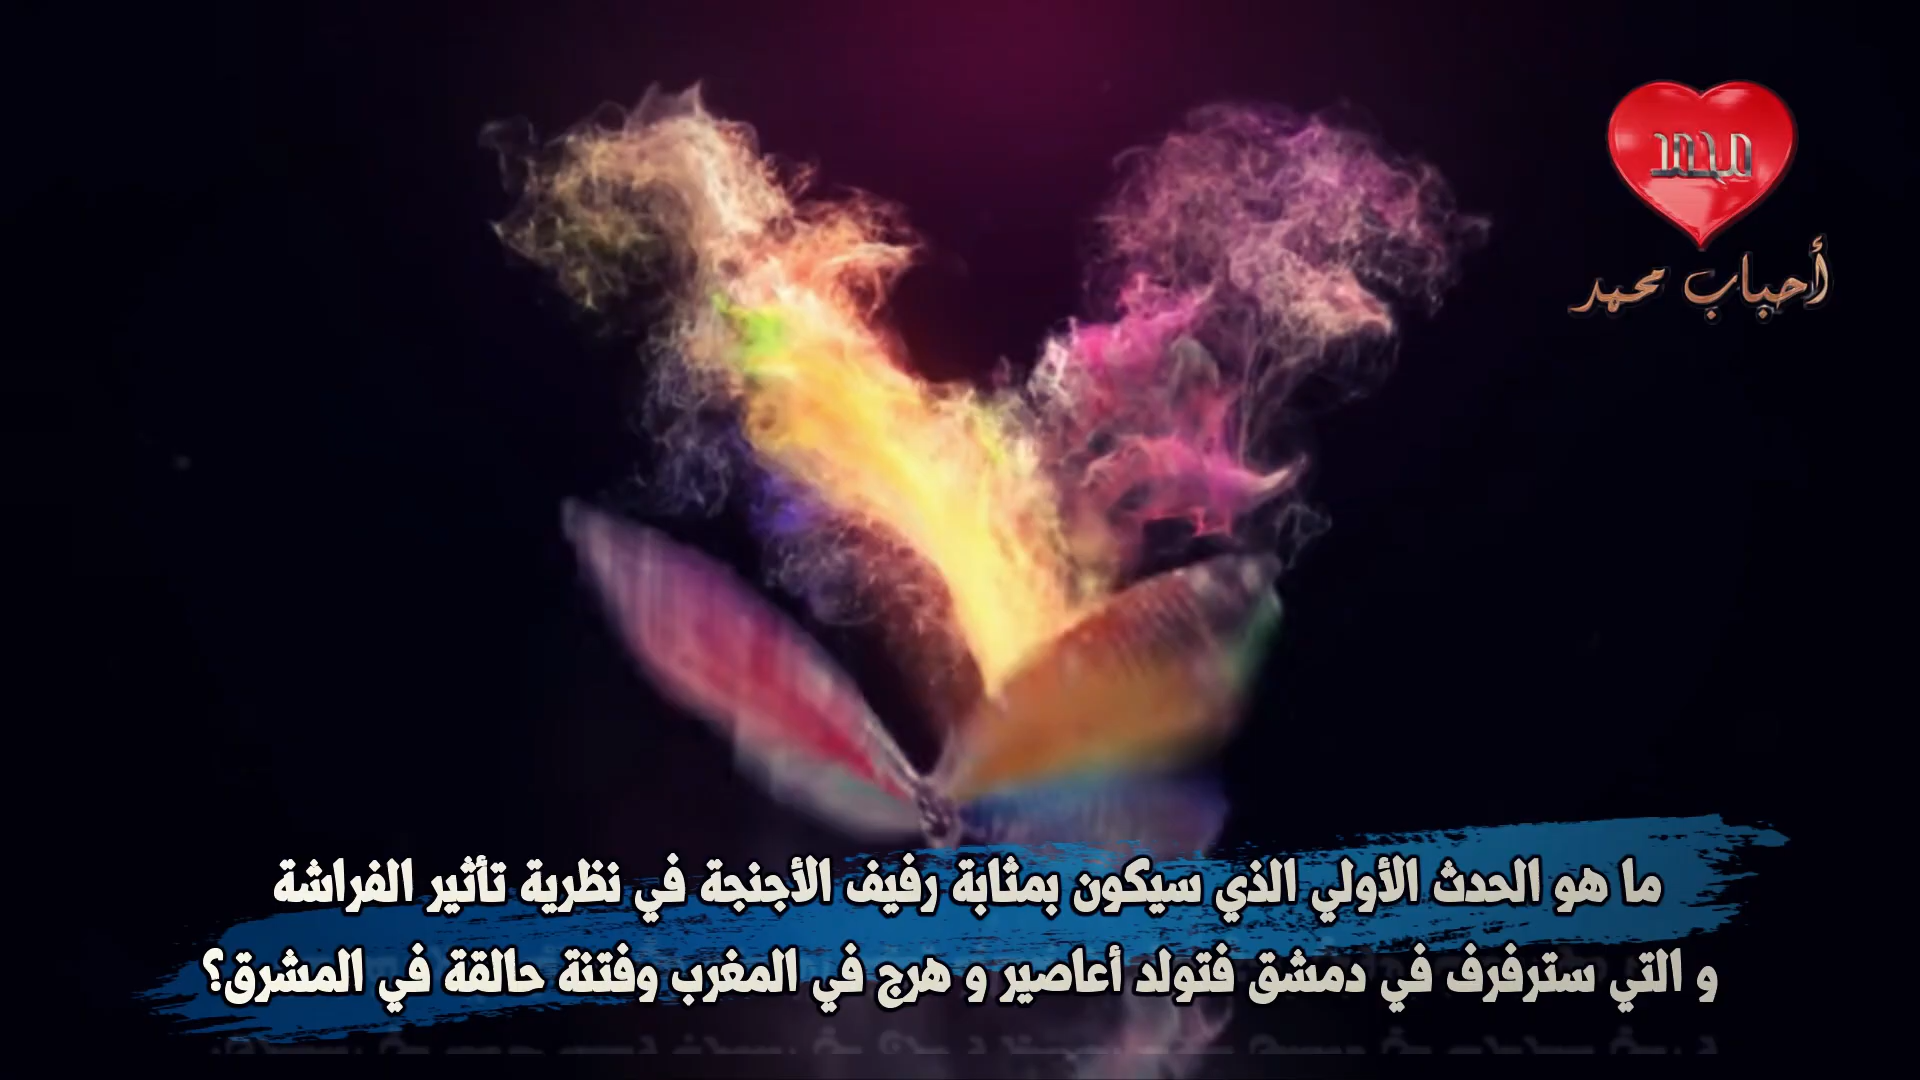 محمد
أحباب محمد
ما هو الحدث الأولي الذي سيكون بمثابة رفيف الأجنجة في نظرية تأثير الفراشة
و التي سترفرف في دمشق فتولد أعاصير و هرج في المغرب وفتنة حالقة في المشرق؟